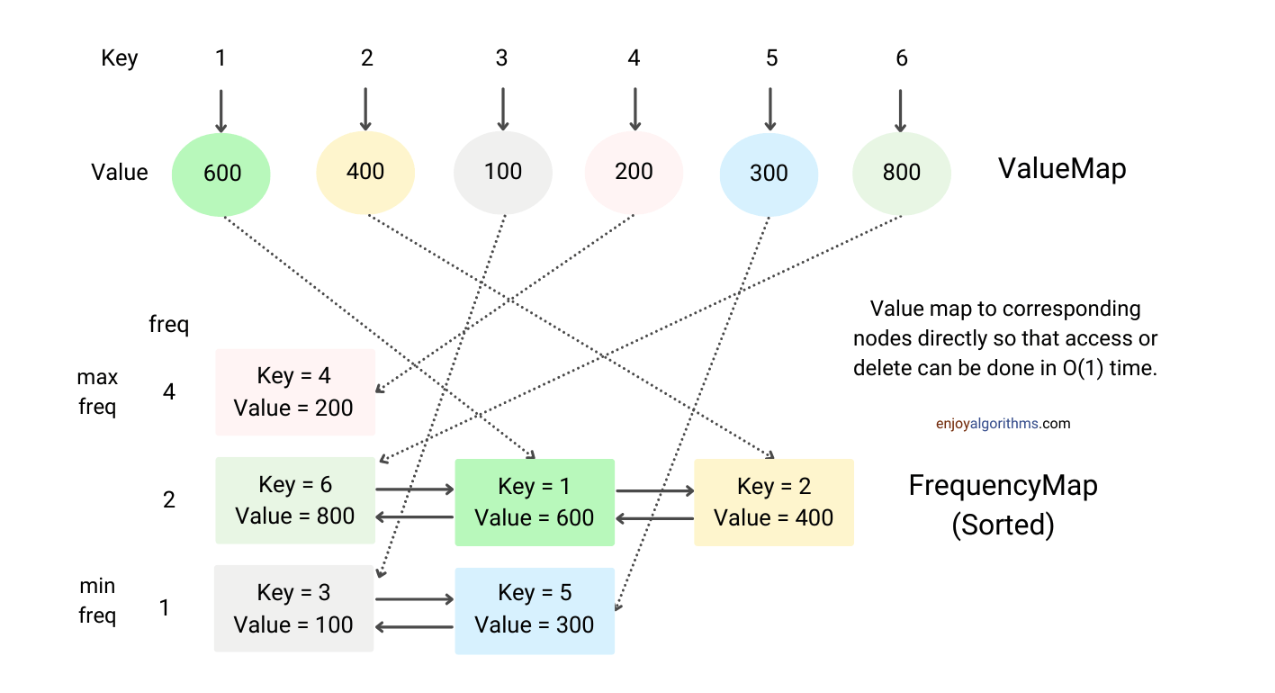 Key 1 2 3 4 5 6
Value 600 400 100 200 300 800 ValueMap
Value map to corresponding
nodes directly so that access or
delete can be done in O(1) time.
enjoyalgorithms.com
freq
max
freq
4
Key = 4
Value = 200
2
Key = 6
Value = 800
Key = 1
Value = 600
Key = 2
Value = 400
FrequencyMap
(Sorted)
min
freq
1
Key = 3
Value = 100
Key = 5
Value = 300